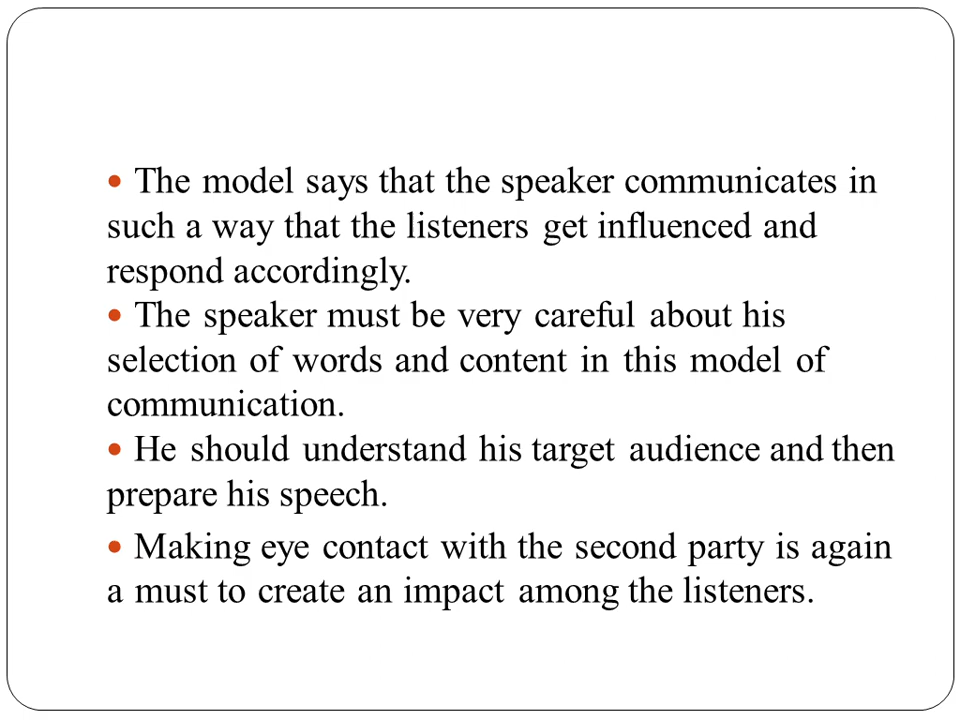 • The model says that the speaker communicates in
such a way that the listeners get influenced and
respond accordingly.
• The speaker must be very careful about his
selection of words and content in this model of
communication.
• He should understand his target audience and then
prepare his speech.
• Making eye contact with the second party is again
a must to create an impact among the listeners.